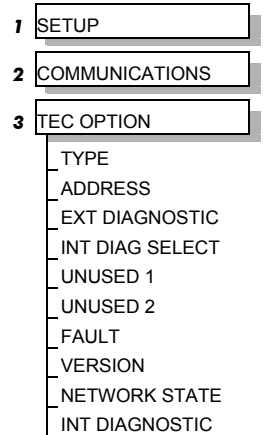 1 SETUP
2 COMMUNICATIONS
3 TEC OPTION
TYPE
ADDRESS
EXT DIAGNOSTIC
INT DIAG SELECT
UNUSED 1
UNUSED 2
FAULT
VERSION
NETWORK STATE
INT DIAGNOSTIC